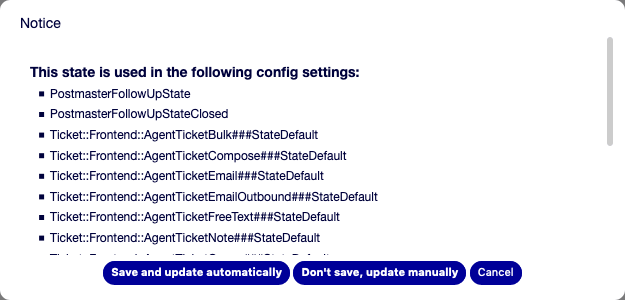 Notice
This state is used in the following config settings:
PostmasterFollowUpState
PostmasterFollowUpStateClosed
Ticket::Frontend::AgentTicketBulk###StateDefault
Ticket::Frontend::AgentTicketCompose###StateDefault
Ticket::Frontend::AgentTicketEmail###StateDefault
Ticket::Frontend::AgentTicketEmailOutbound###StateDefault
Ticket::Frontend::AgentTicketFreeText###StateDefault
Ticket::Frontend::AgentTicketNote###StateDefault
Save and update automatically Don't save, update manually Cancel